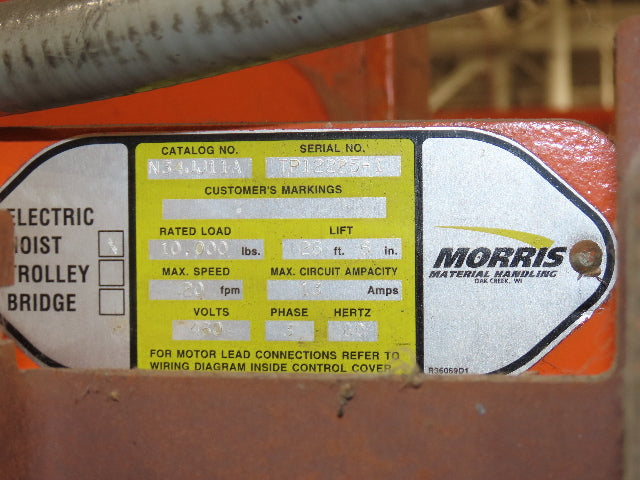 CATALOG NO. SERIAL NO.
CUSTOMER'S MARKINGS
RATED LOAD LIFT
10,000 lbs. ft. in.
MAX. SPEED MAX. CIRCUIT AMPACITY
20 fpm Amps
VOLTS PHASE HERTZ
460
FOR MOTOR LEAD CONNECTIONS REFER TO
WIRING DIAGRAM INSIDE CONTROL COVER
ELECTRIC
HOIST
TROLLEY
BRIDGE
MORRIS
MATERIAL HANDLING
OAK CREEK, WI
R36069D1